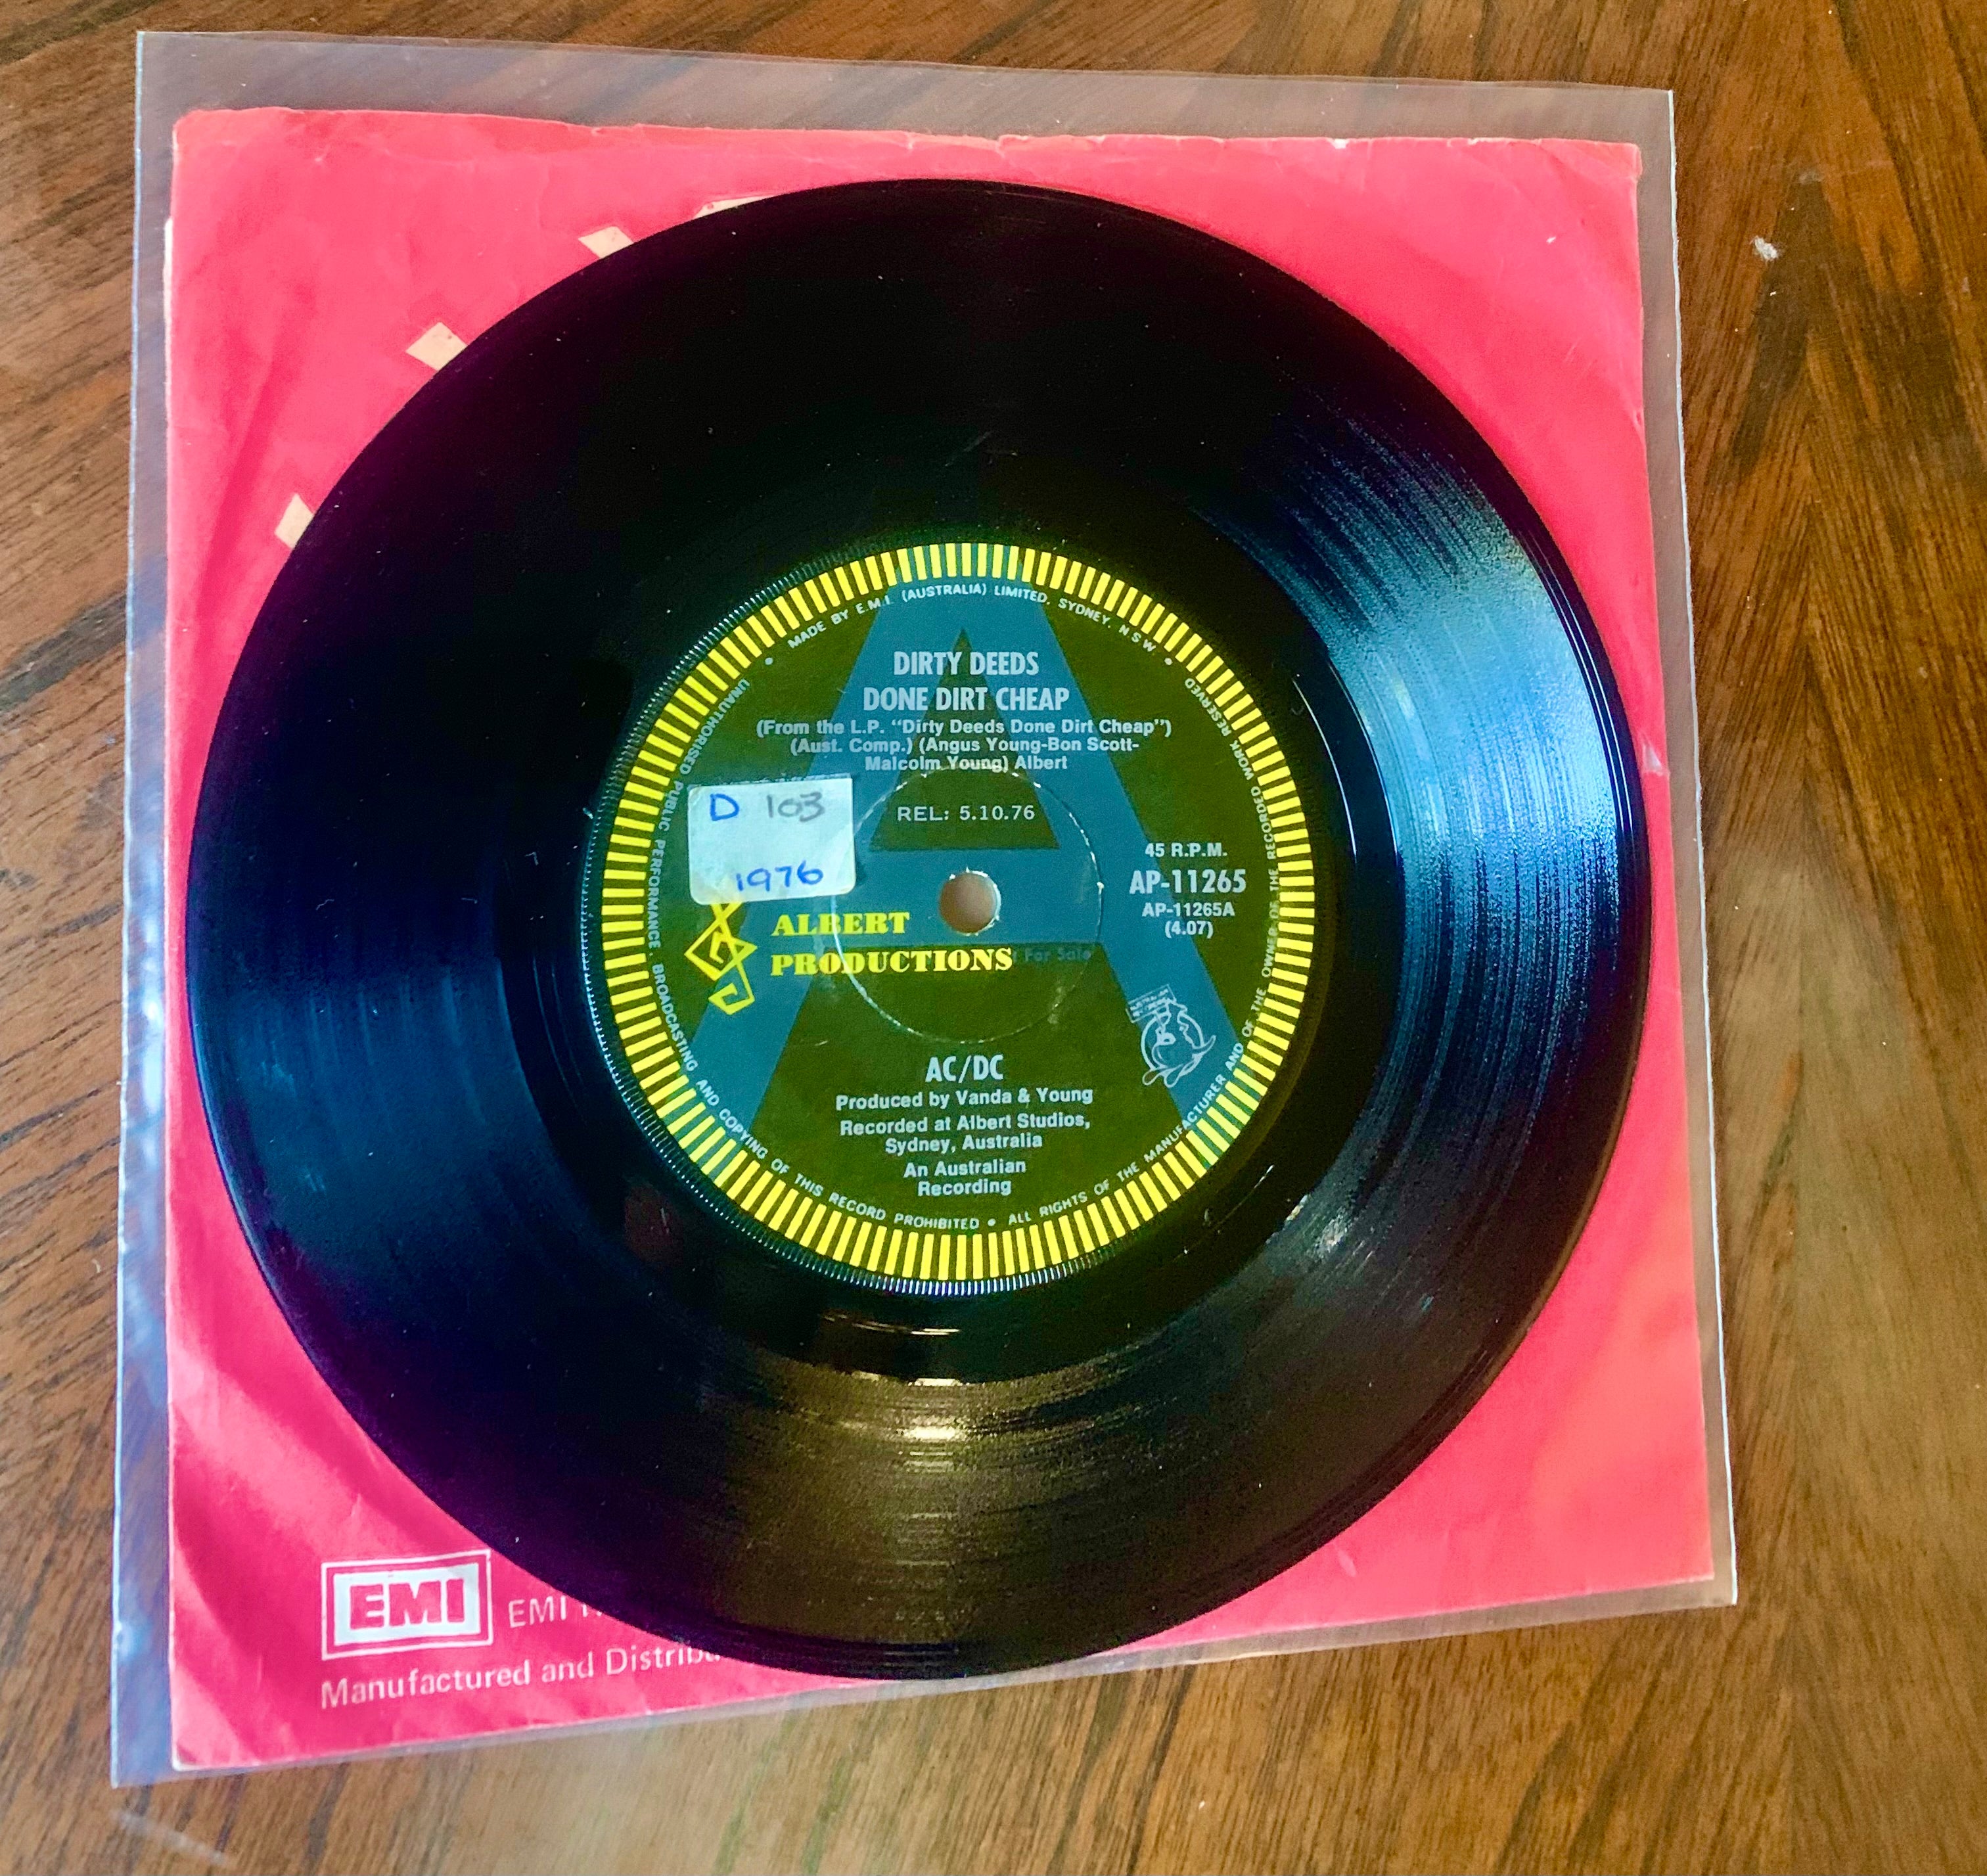 MADE BY E.M.I. (AUSTRALIA) LIMITED, SYDNEY, N.S.W.
DIRTY DEEDS
DONE DIRT CHEAP
(From the L.P. “Dirty Deeds Done Dirt Cheap”)
(Aust. Comp.) (Angus Young-Bon Scott-
Malcolm Young) Albert
D 103
1976
REL: 5.10.76
45 R.P.M.
AP-11265
AP-11265A
(4.07)
ALBERT
PRODUCTIONS
For Sale
AC/DC
Produced by Vanda & Young
Recorded at Albert Studios,
Sydney, Australia
An Australian
Recording
UNAUTHORISED PUBLIC PERFORMANCE, BROADCASTING AND COPYING OF THIS RECORD PROHIBITED • ALL RIGHTS OF THE MANUFACTURER AND OF THE OWNER OF THE RECORDED WORK RESERVED
EMI
EMI
Manufactured and